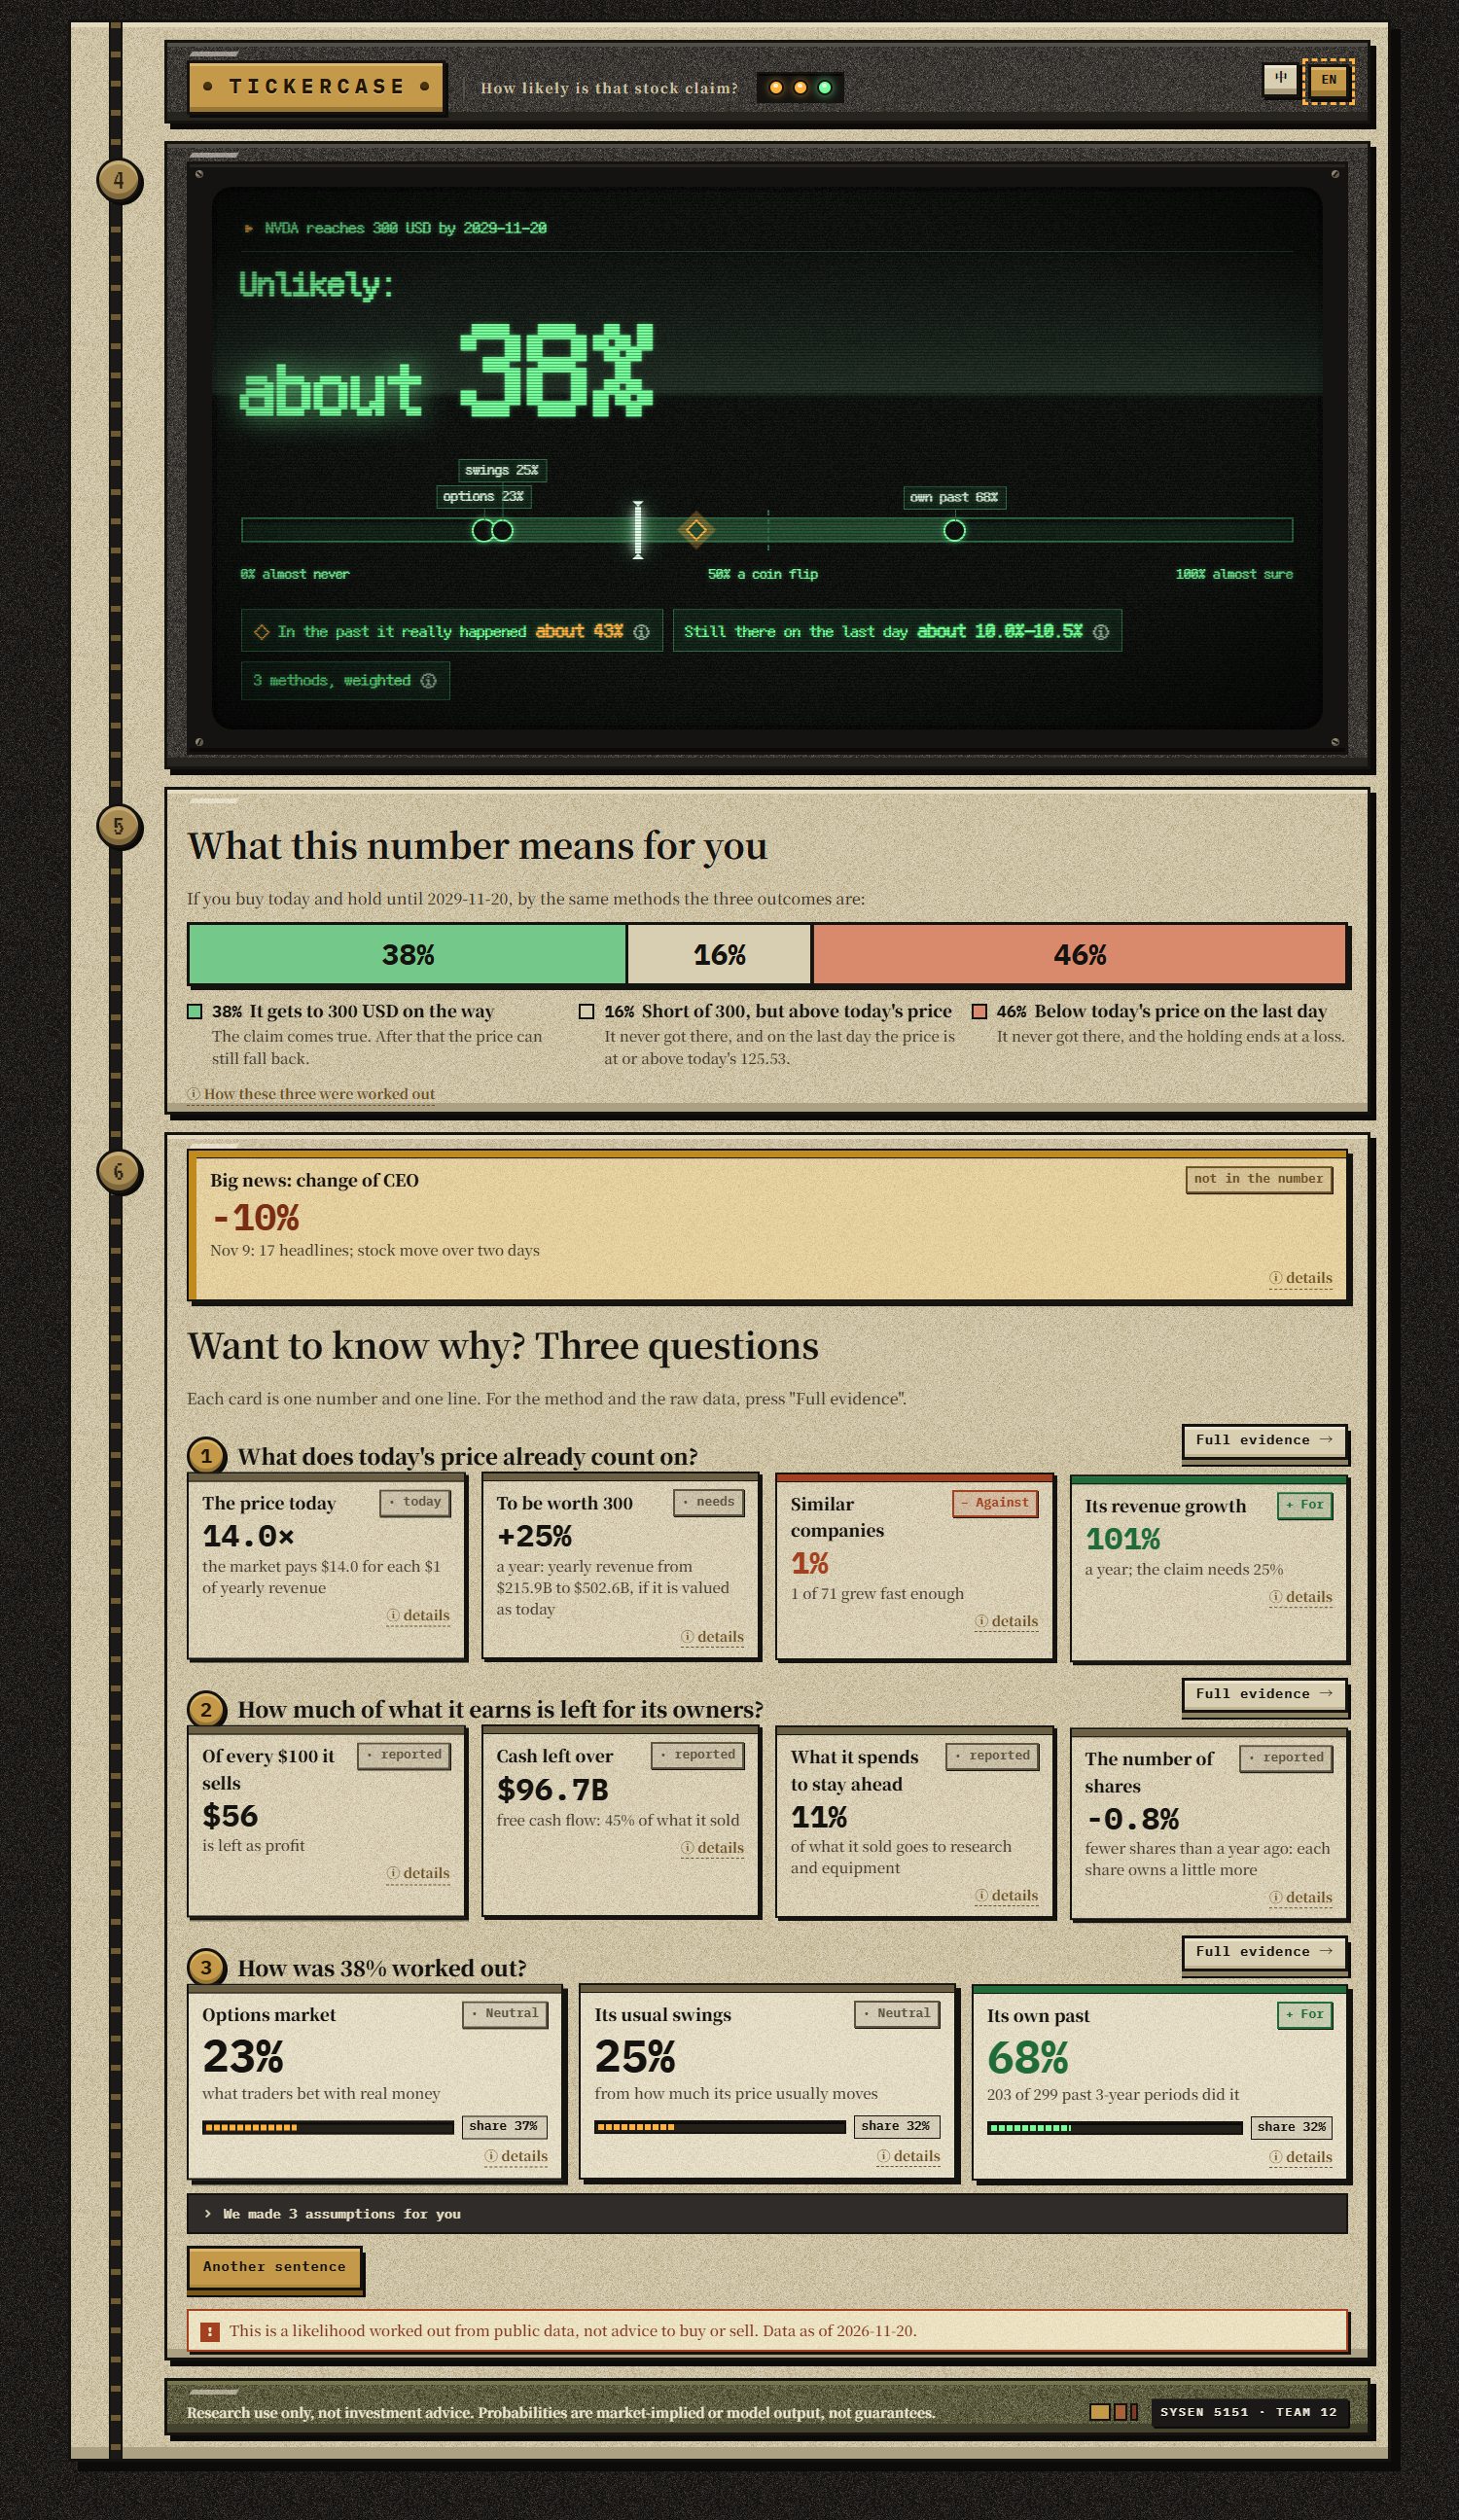 TICKERCASE
How likely is that stock claim?
中
EN
4
▸ NVDA reaches 300 USD by 2029-11-20
Unlikely:
about 38%
swings 25%
options 23%
own past 68%
0% almost never
50% a coin flip
100% almost sure
In the past it really happened about 43% ⓘ
Still there on the last day about 10.0%–10.5% ⓘ
3 methods, weighted ⓘ
5
What this number means for you
If you buy today and hold until 2029-11-20, by the same methods the three outcomes are:
38%
16%
46%
38% It gets to 300 USD on the way
The claim comes true. After that the price can
still fall back.
16% Short of 300, but above today's price
It never got there, and on the last day the price is
at or above today's 125.53.
46% Below today's price on the last day
It never got there, and the holding ends at a loss.
ⓘ How these three were worked out
6
Big news: change of CEO
not in the number
-10%
Nov 9: 17 headlines; stock move over two days
ⓘ details
Want to know why? Three questions
Each card is one number and one line. For the method and the raw data, press "Full evidence".
1
What does today's price already count on?
Full evidence →
The price today
· today
14.0×
the market pays $14.0 for each $1
of yearly revenue
ⓘ details
To be worth 300
· needs
+25%
a year: yearly revenue from
$215.9B to $502.6B, if it is valued
as today
ⓘ details
Similar
companies
− Against
1%
1 of 71 grew fast enough
ⓘ details
Its revenue growth
+ For
101%
a year; the claim needs 25%
ⓘ details
2
How much of what it earns is left for its owners?
Full evidence →
Of every $100 it
sells
· reported
$56
is left as profit
ⓘ details
Cash left over
· reported
$96.7B
free cash flow: 45% of what it sold
ⓘ details
What it spends
to stay ahead
· reported
11%
of what it sold goes to research
and equipment
ⓘ details
The number of
shares
· reported
-0.8%
fewer shares than a year ago: each
share owns a little more
ⓘ details
3
How was 38% worked out?
Full evidence →
Options market
· Neutral
23%
what traders bet with real money
share 37%
ⓘ details
Its usual swings
· Neutral
25%
from how much its price usually moves
share 32%
ⓘ details
Its own past
+ For
68%
203 of 299 past 3-year periods did it
share 32%
ⓘ details
› We made 3 assumptions for you
Another sentence
! This is a likelihood worked out from public data, not advice to buy or sell. Data as of 2026-11-20.
Research use only, not investment advice. Probabilities are market-implied or model output, not guarantees.
SYSEN 5151 · TEAM 12